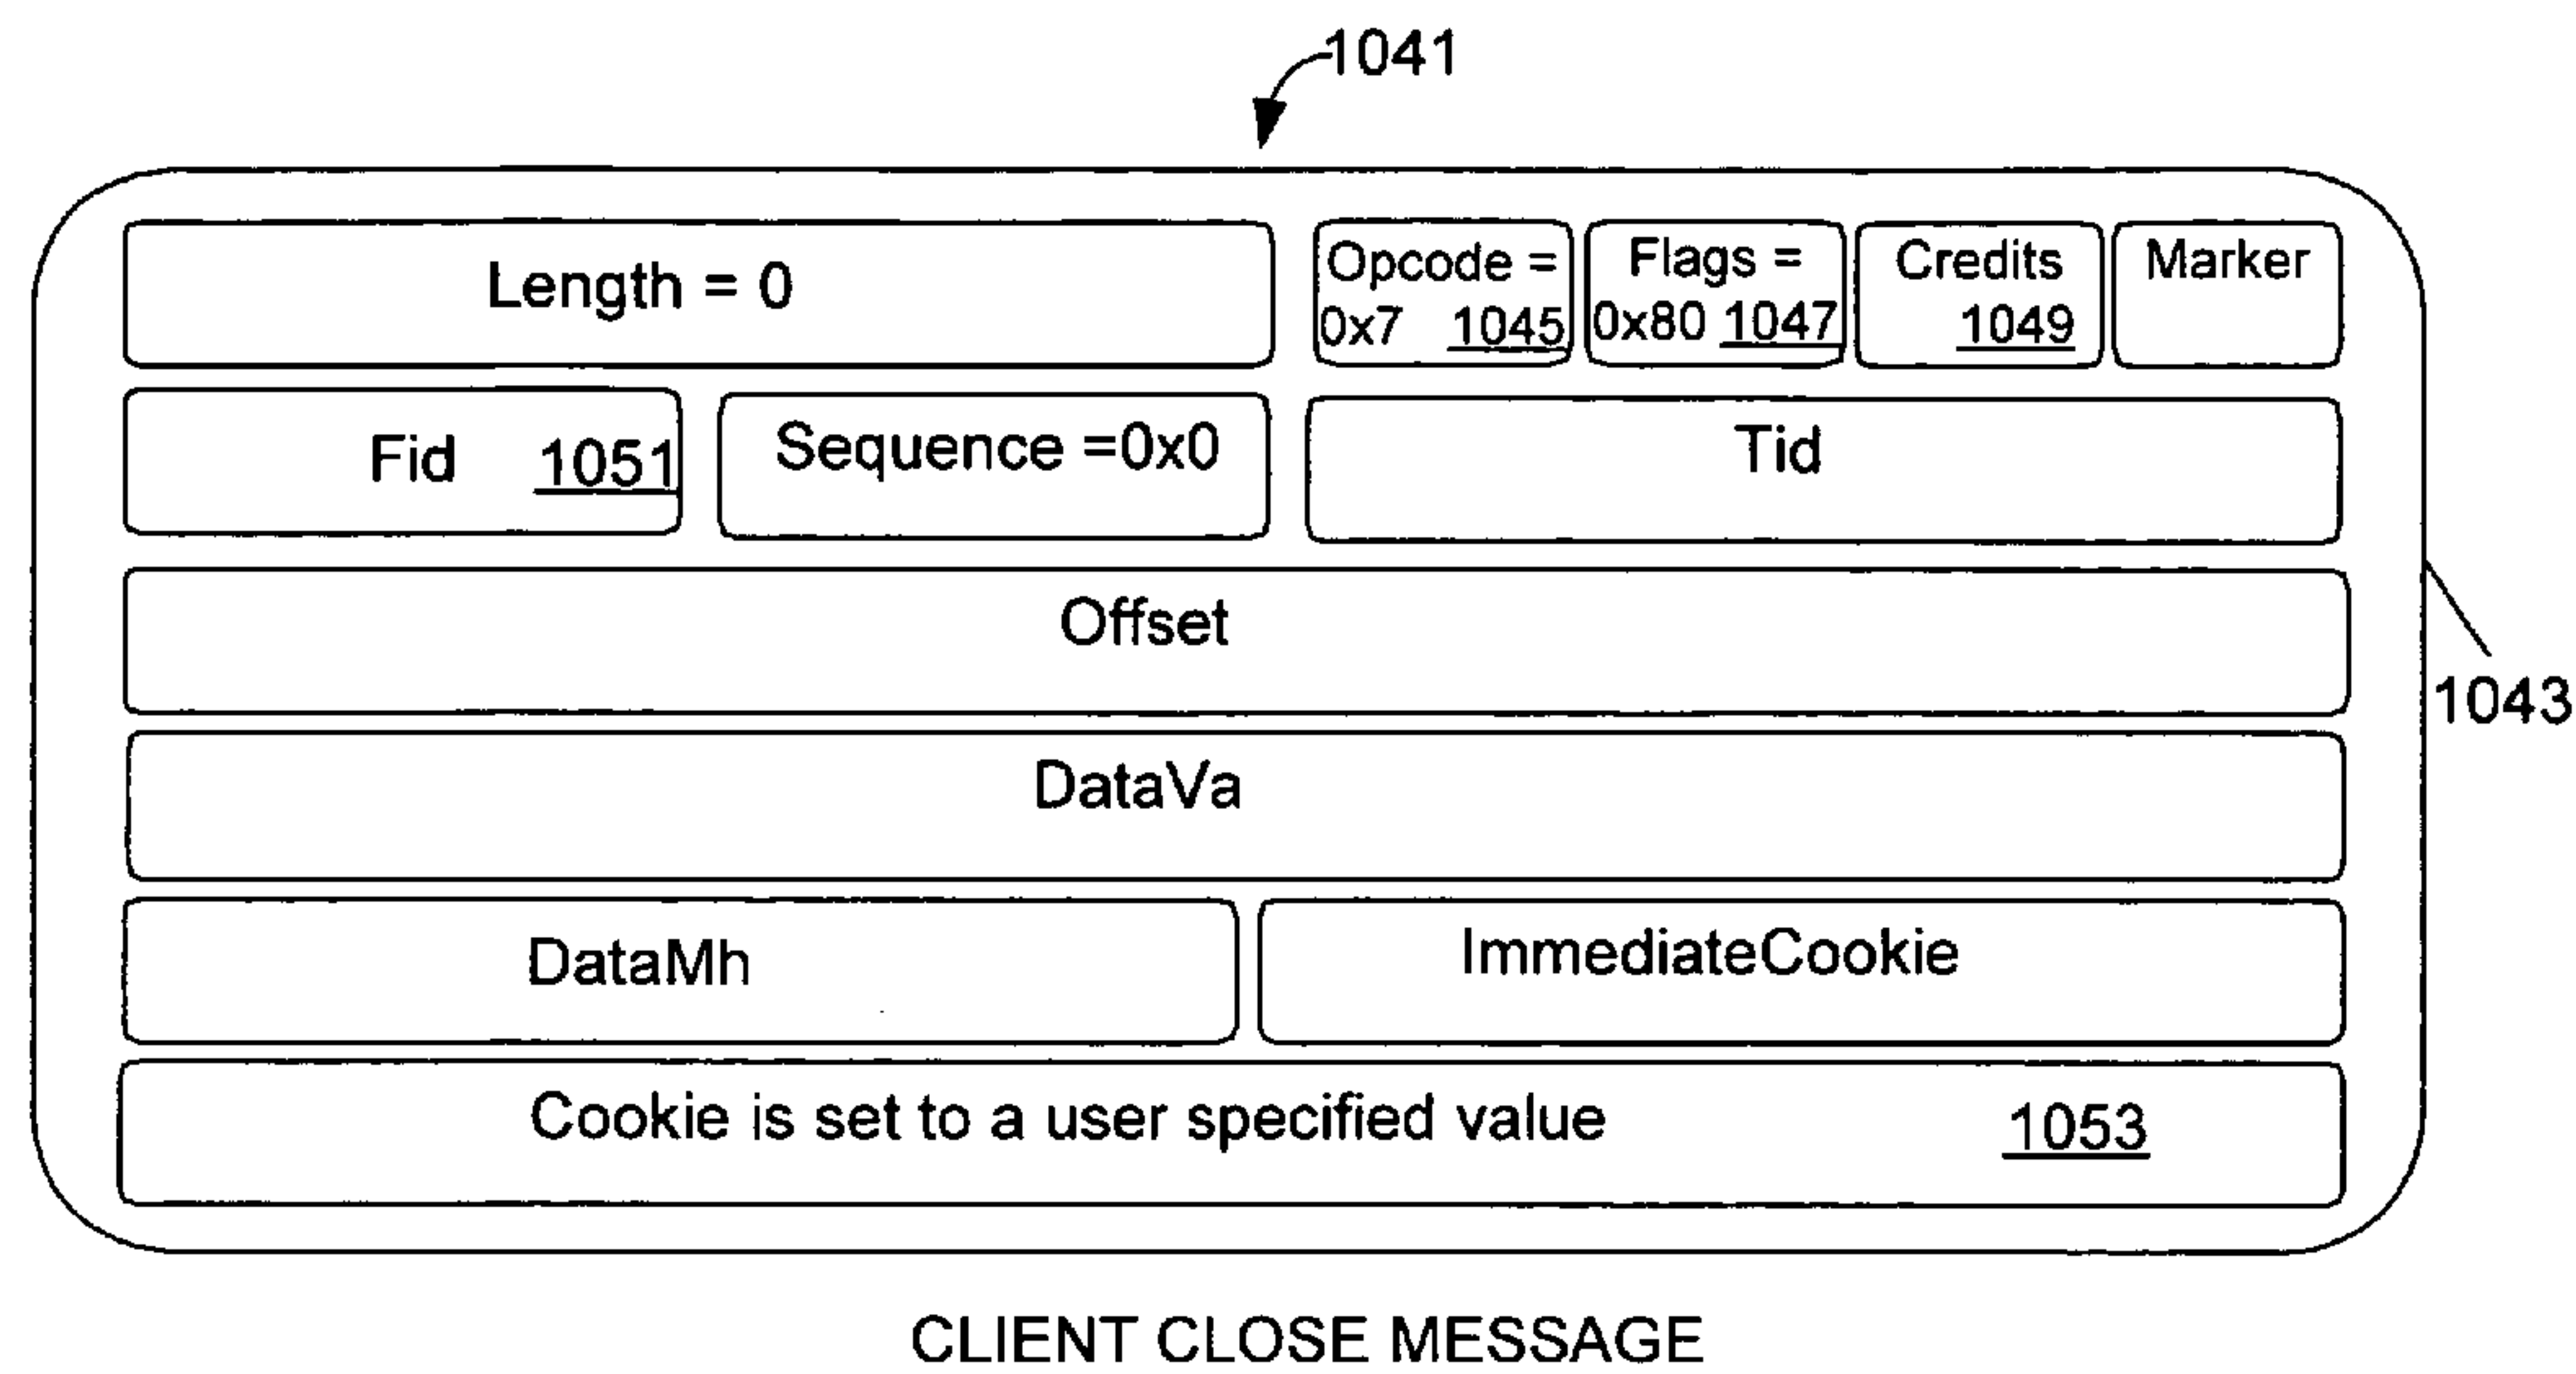 1041
Length = 0
Opcode =
0x7 1045
Flags =
0x80 1047
Credits
1049
Marker
Fid 1051
Sequence =0x0
Tid
Offset
1043
DataVa
DataMh
ImmediateCookie
Cookie is set to a user specified value 1053
CLIENT CLOSE MESSAGE